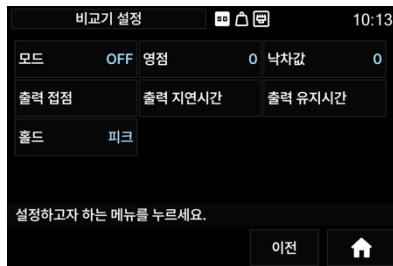 비교기 설정 SD 10:13
모드 OFF 영점 0 낙차값 0
출력 접점 출력 지연시간 출력 유지시간
홀드 피크
설정하고자 하는 메뉴를 누르세요.
이전